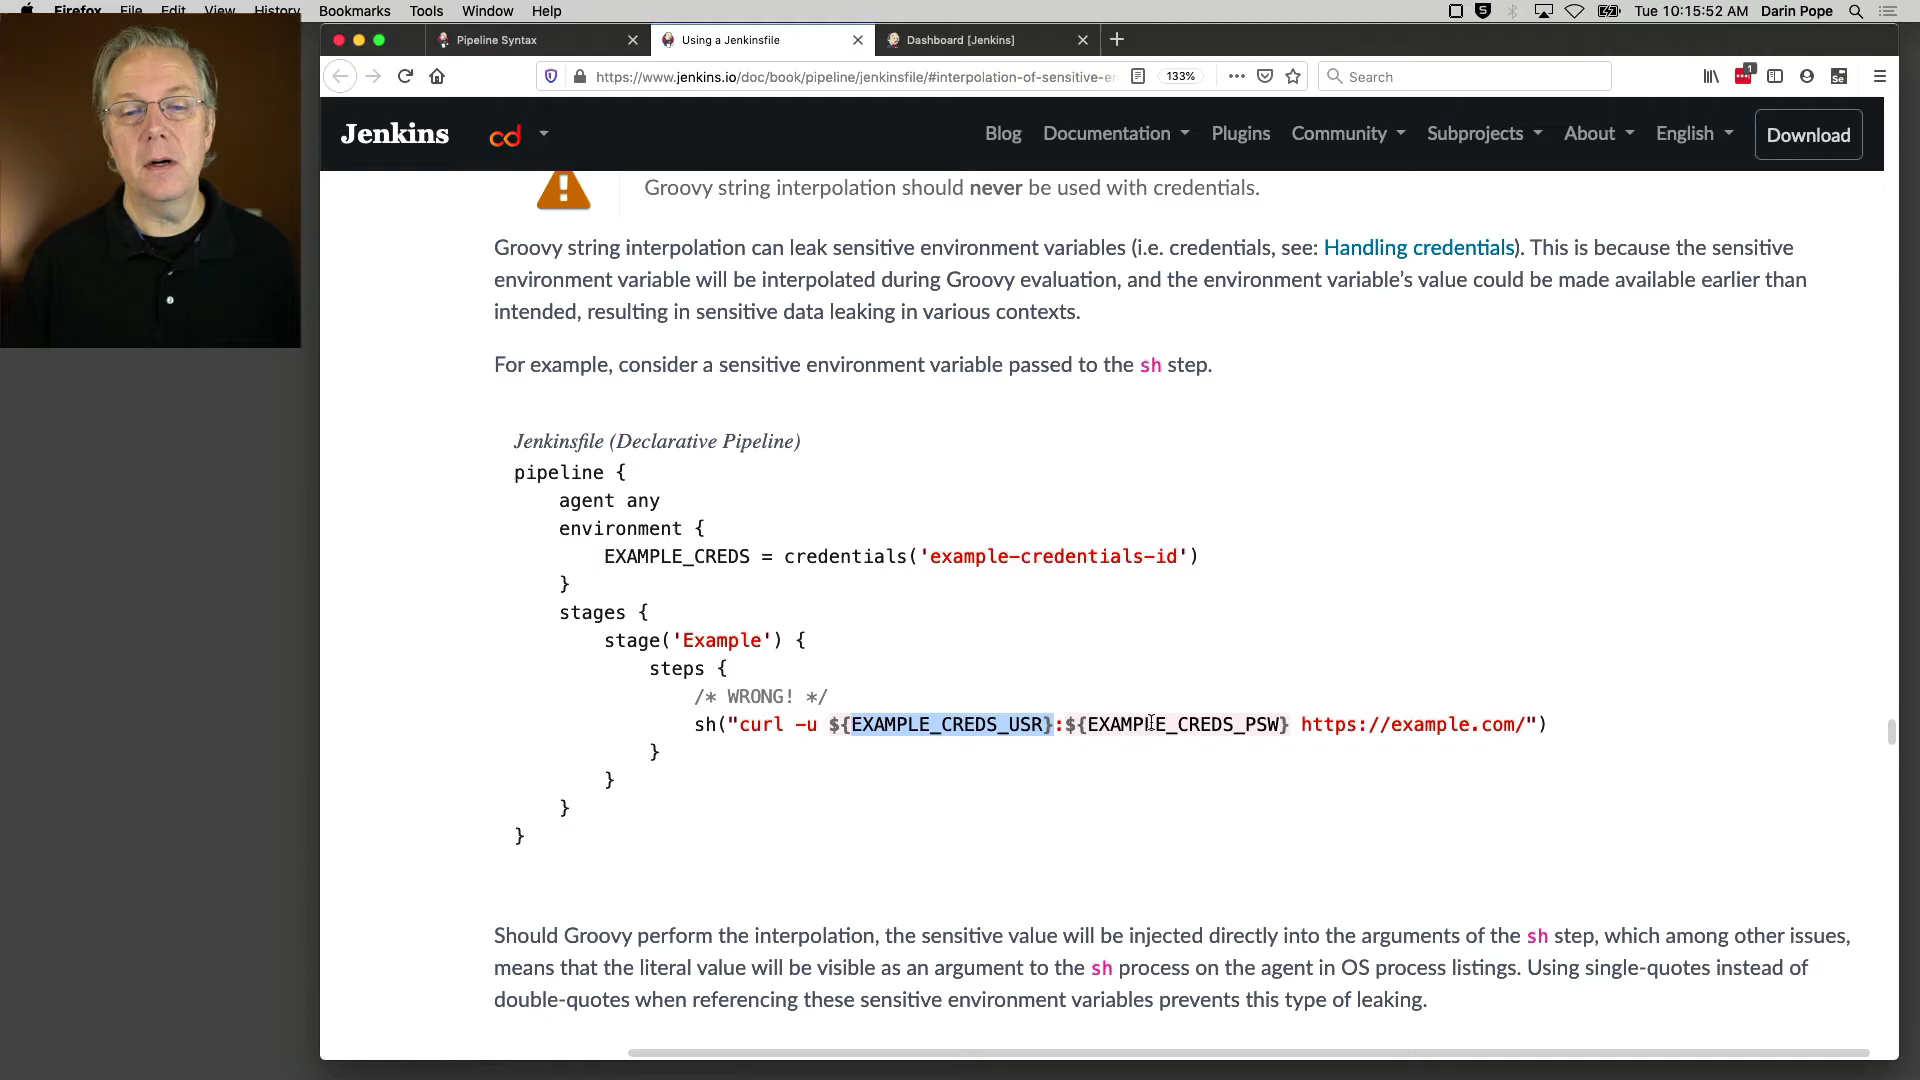 Firefox File Edit View History Bookmarks Tools Window Help
Tue 10:15:52 AM Darin Pope
Pipeline Syntax
Using a Jenkinsfile
Dashboard [Jenkins]
https://www.jenkins.io/doc/book/pipeline/jenkinsfile/#interpolation-of-sensitive-e
133%
Search
1
Jenkins
cd
Blog Documentation Plugins Community Subprojects About English Download
Groovy string interpolation should never be used with credentials.
Groovy string interpolation can leak sensitive environment variables (i.e. credentials, see: Handling credentials). This is because the sensitive
environment variable will be interpolated during Groovy evaluation, and the environment variable's value could be made available earlier than
intended, resulting in sensitive data leaking in various contexts.
For example, consider a sensitive environment variable passed to the sh step.
Jenkinsfile (Declarative Pipeline)
pipeline {
agent any
environment {
EXAMPLE_CREDS = credentials('example-credentials-id')
}
stages {
stage('Example') {
steps {
/* WRONG! */
sh("curl -u ${EXAMPLE_CREDS_USR}:${EXAMPLE_CREDS_PSW} https://example.com/")
}
}
}
}
Should Groovy perform the interpolation, the sensitive value will be injected directly into the arguments of the sh step, which among other issues,
means that the literal value will be visible as an argument to the sh process on the agent in OS process listings. Using single-quotes instead of
double-quotes when referencing these sensitive environment variables prevents this type of leaking.